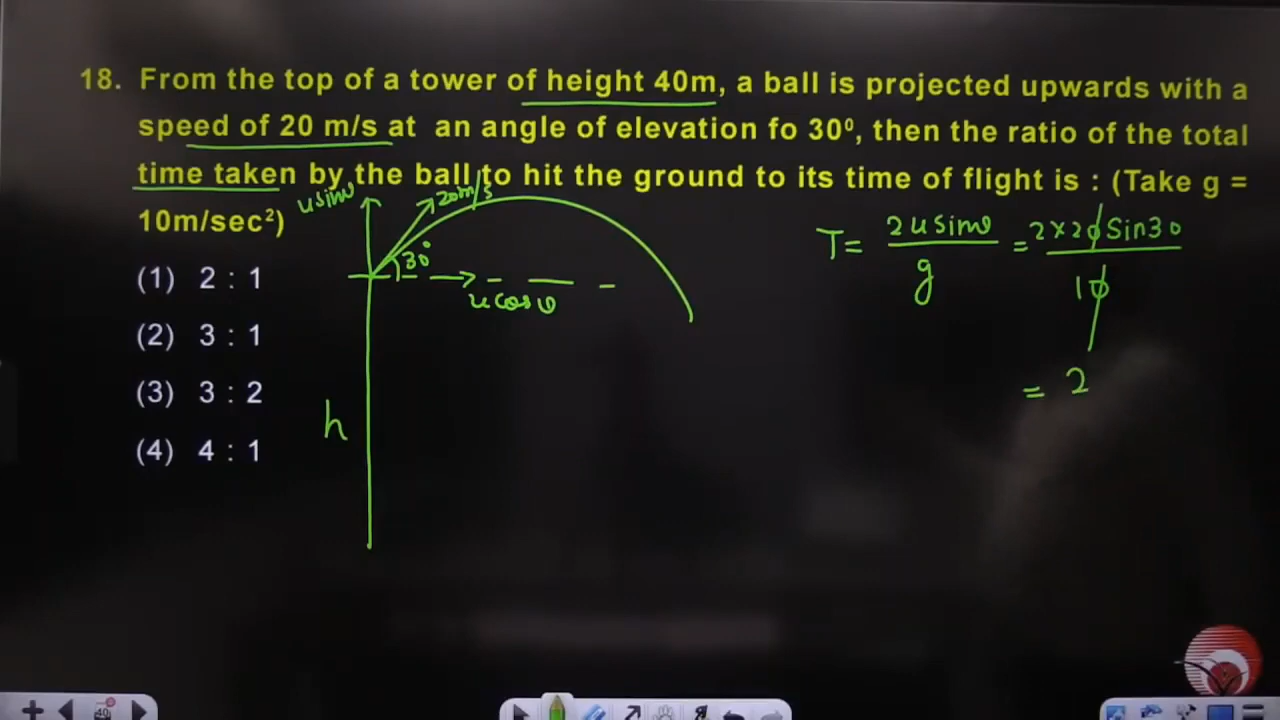 18. From the top of a tower of height 40m, a ball is projected upwards with a
speed of 20 m/s at an angle of elevation fo 30⁰, then the ratio of the total
time taken by the ball to hit the ground to its time of flight is : (Take g =
10m/sec²)
(1) 2 : 1
(2) 3 : 1
(3) 3 : 2
(4) 4 : 1
usinθ
20m/s
30°
ucosθ
h
T = 2usinθ/g = 2×20 Sin30/10
= 2
40